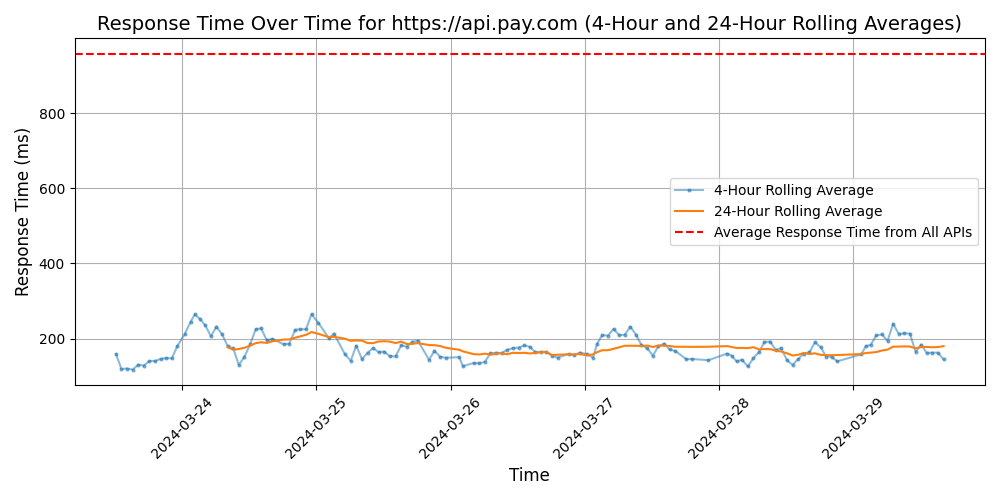 Response Time Over Time for https://api.pay.com (4-Hour and 24-Hour Rolling Averages)
Response Time (ms)
800
600
400
200
4-Hour Rolling Average
24-Hour Rolling Average
Average Response Time from All APIs
2024-03-24
2024-03-25
2024-03-26
2024-03-27
2024-03-28
2024-03-29
Time